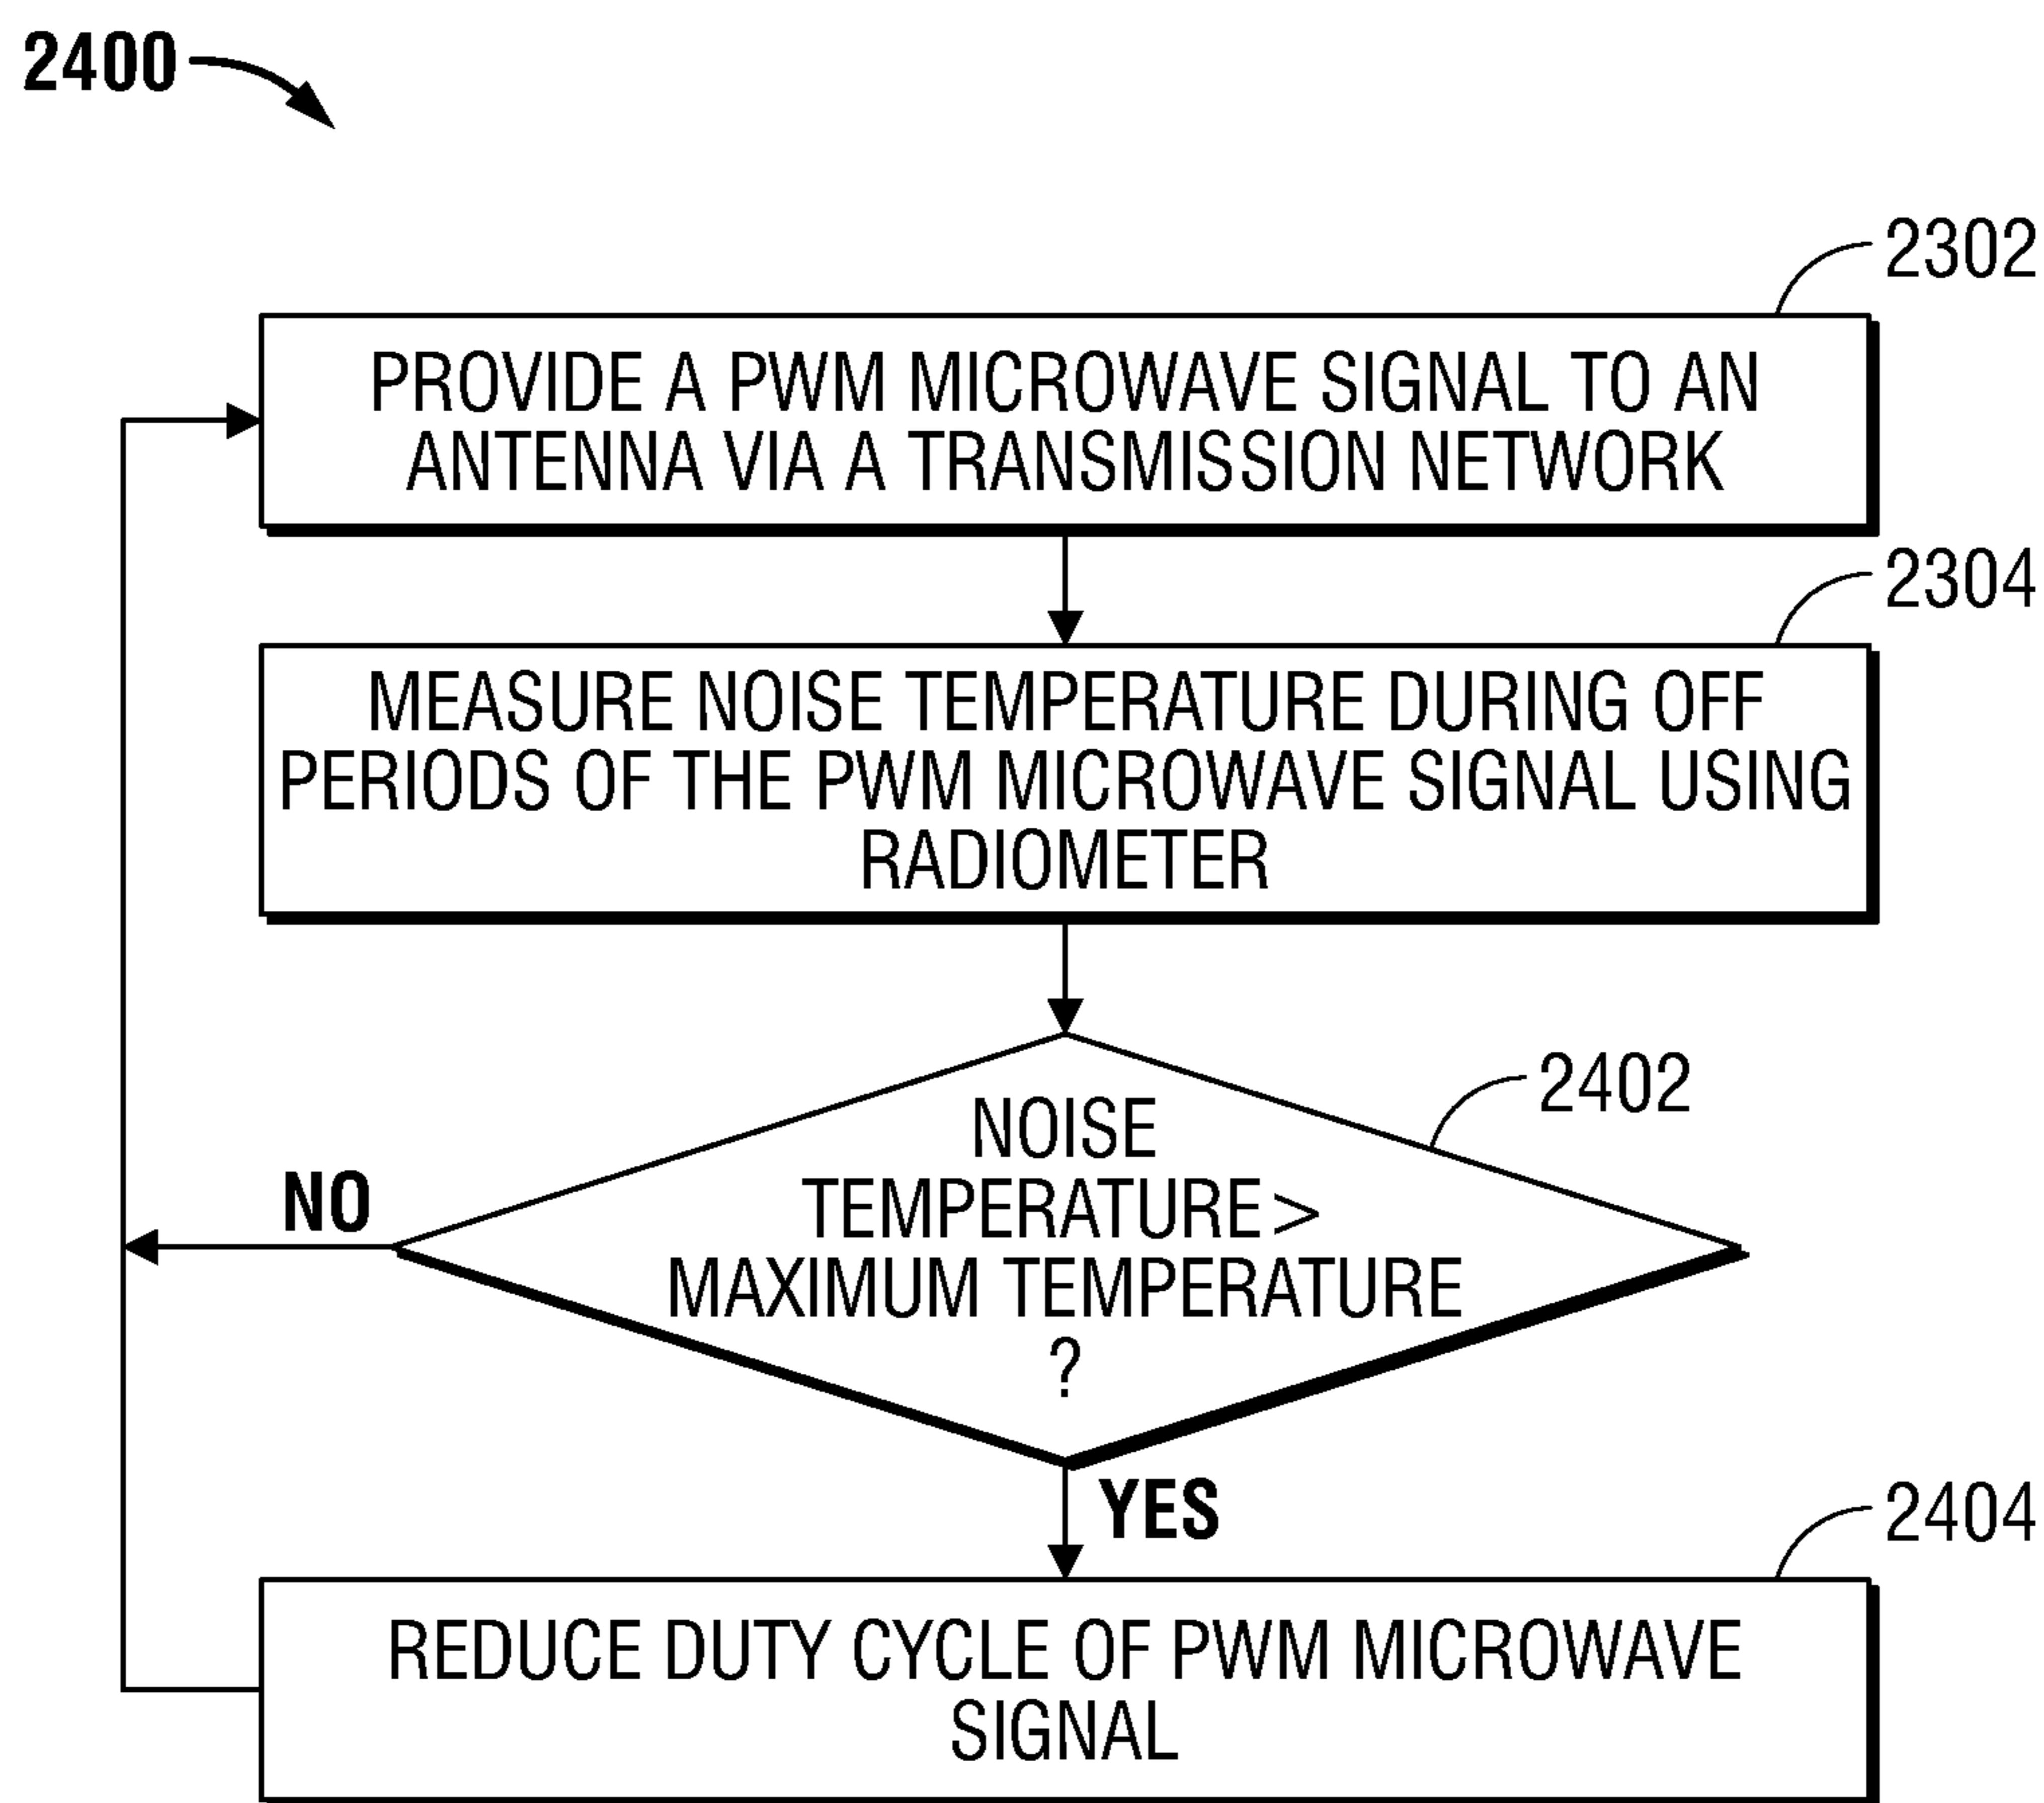 2400
2302
PROVIDE A PWM MICROWAVE SIGNAL TO AN
ANTENNA VIA A TRANSMISSION NETWORK
2304
MEASURE NOISE TEMPERATURE DURING OFF
PERIODS OF THE PWM MICROWAVE SIGNAL USING
RADIOMETER
2402
NOISE
TEMPERATURE >
MAXIMUM TEMPERATURE
?
NO
YES
2404
REDUCE DUTY CYCLE OF PWM MICROWAVE
SIGNAL